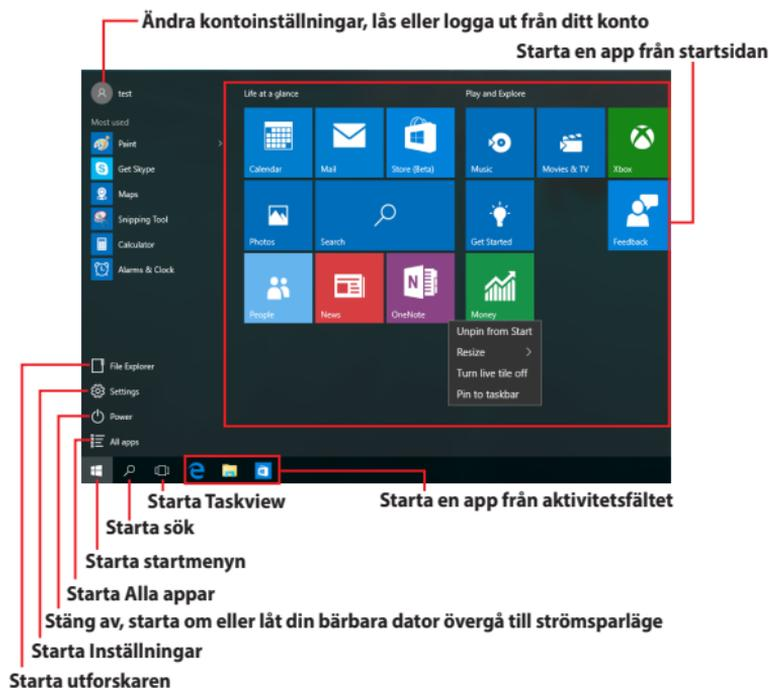 Ändra kontoinställningar, lås eller logga ut från ditt konto
Starta en app från startsidan
test
Life at a glance
Play and Explore
Most used
Paint
Get Skype
Maps
Snipping Tool
Calculator
Alarms & Clock
Calendar
Mail
Store (Beta)
Music
Movies & TV
Xbox
Photos
Search
Get Started
Feedback
People
News
OneNote
Money
Unpin from Start
Resize
Turn live tile off
Pin to taskbar
File Explorer
Settings
Power
All apps
Starta Taskview
Starta en app från aktivitetsfältet
Starta sök
Starta startmenyn
Starta Alla appar
Stäng av, starta om eller låt din bärbara dator övergå till strömsparläge
Starta Inställningar
Starta utforskaren